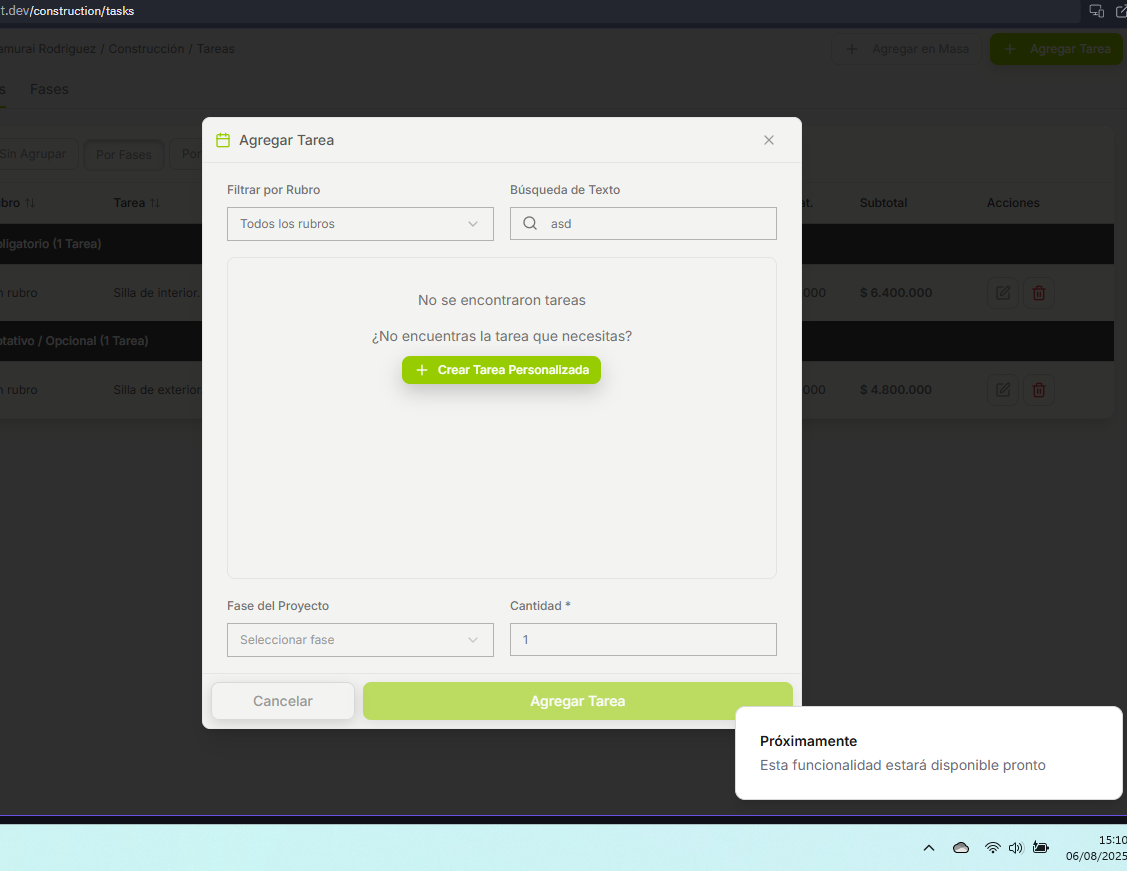 t.dev/construction/tasks
amurai Rodriguez / Construcción / Tareas
Agregar en Masa
Agregar Tarea
s Fases
Agregar Tarea
Sin Agrupar Por Fases Po
Filtrar por Rubro Búsqueda de Texto
bro Tarea at. Subtotal Acciones
Todos los rubros asd
bligatorio (1 Tarea)
n rubro Silla de interior. 000 $ 6.400.000
No se encontraron tareas
¿No encuentras la tarea que necesitas?
otativo / Opcional (1 Tarea)
Crear Tarea Personalizada
n rubro Silla de exterior 000 $ 4.800.000
Fase del Proyecto Cantidad *
Seleccionar fase 1
Cancelar Agregar Tarea
Próximamente
Esta funcionalidad estará disponible pronto
15:10
06/08/2025